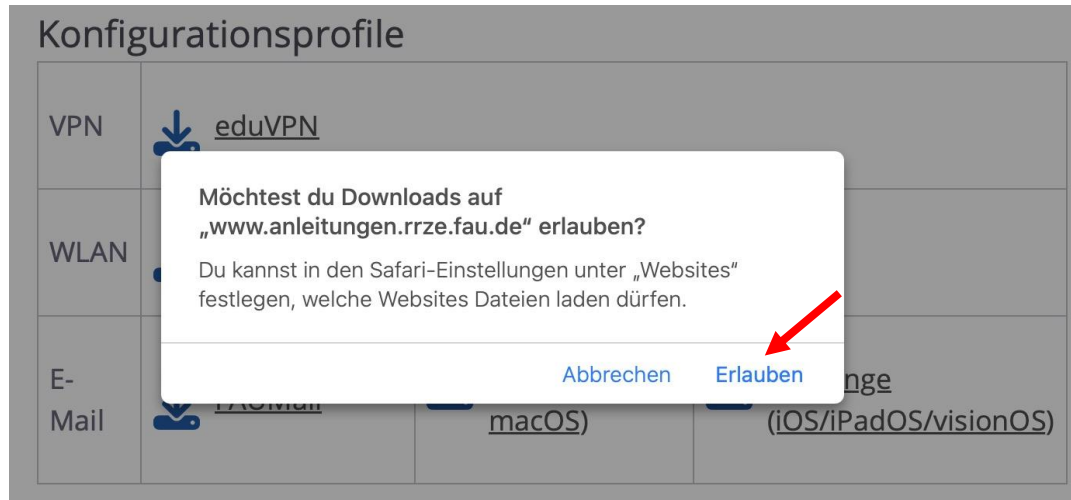 Konfigurationsprofile
VPN
eduVPN
Möchtest du Downloads auf
„www.anleitungen.rrze.fau.de“ erlauben?
WLAN
Du kannst in den Safari-Einstellungen unter „Websites“
festlegen, welche Websites Dateien laden dürfen.
Abbrechen Erlauben
E-
Mail
FAUMail
macOS)
nge
(iOS/iPadOS/visionOS)